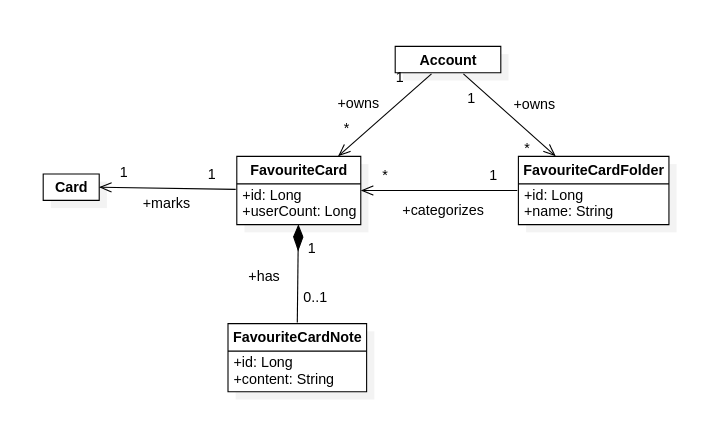 Account
1
+owns
*
1
+owns
*
Card
1
1
+marks
FavouriteCard
+id: Long
+userCount: Long
*
1
+categorizes
FavouriteCardFolder
+id: Long
+name: String
1
+has
0..1
FavouriteCardNote
+id: Long
+content: String